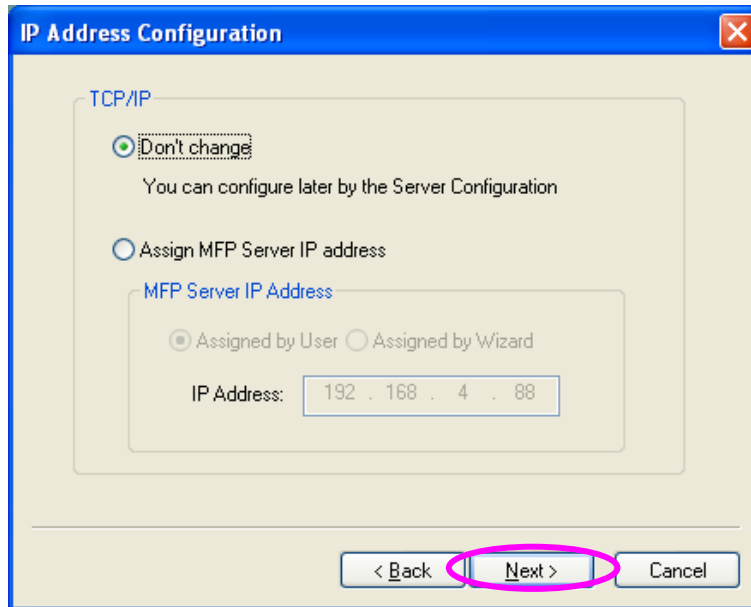 IP Address Configuration
TCP/IP
Don't change
You can configure later by the Server Configuration
Assign MFP Server IP address
MFP Server IP Address
Assigned by User Assigned by Wizard
IP Address: 192 . 168 . 4 . 88
< Back Next > Cancel